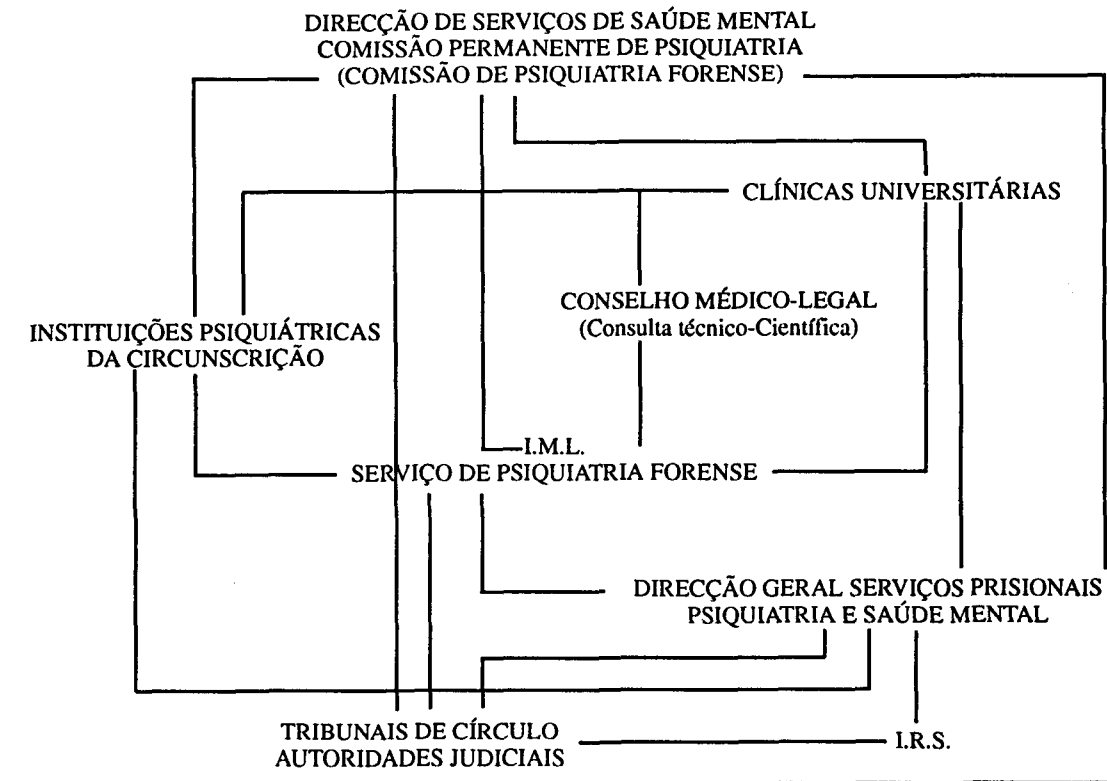 DIRECÇÃO DE SERVIÇOS DE SAÚDE MENTAL
COMISSÃO PERMANENTE DE PSIQUIATRIA
(COMISSÃO DE PSIQUIATRIA FORENSE)
CLÍNICAS UNIVERSITÁRIAS
CONSELHO MÉDICO-LEGAL
(Consulta técnico-Científica)
INSTITUIÇÕES PSIQUIÁTRICAS
DA CIRCUNSCRIÇÃO
I.M.L.
SERVIÇO DE PSIQUIATRIA FORENSE
DIRECÇÃO GERAL SERVIÇOS PRISIONAIS
PSIQUIATRIA E SAÚDE MENTAL
TRIBUNAIS DE CÍRCULO
AUTORIDADES JUDICIAIS
I.R.S.